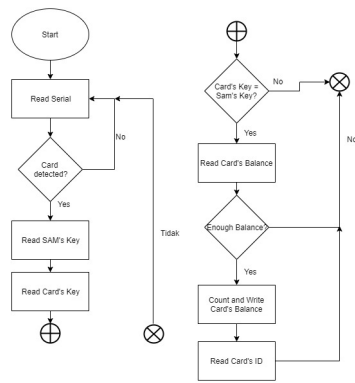 Start
Read Serial
No
Card
detected?
Yes
Read SAM's Key
Read Card's Key
Tidak
Card's Key =
Sam's Key?
No
Yes
Read Card's Balance
No
Enough Balance?
Yes
Count and Write
Card's Balance
Read Card's ID